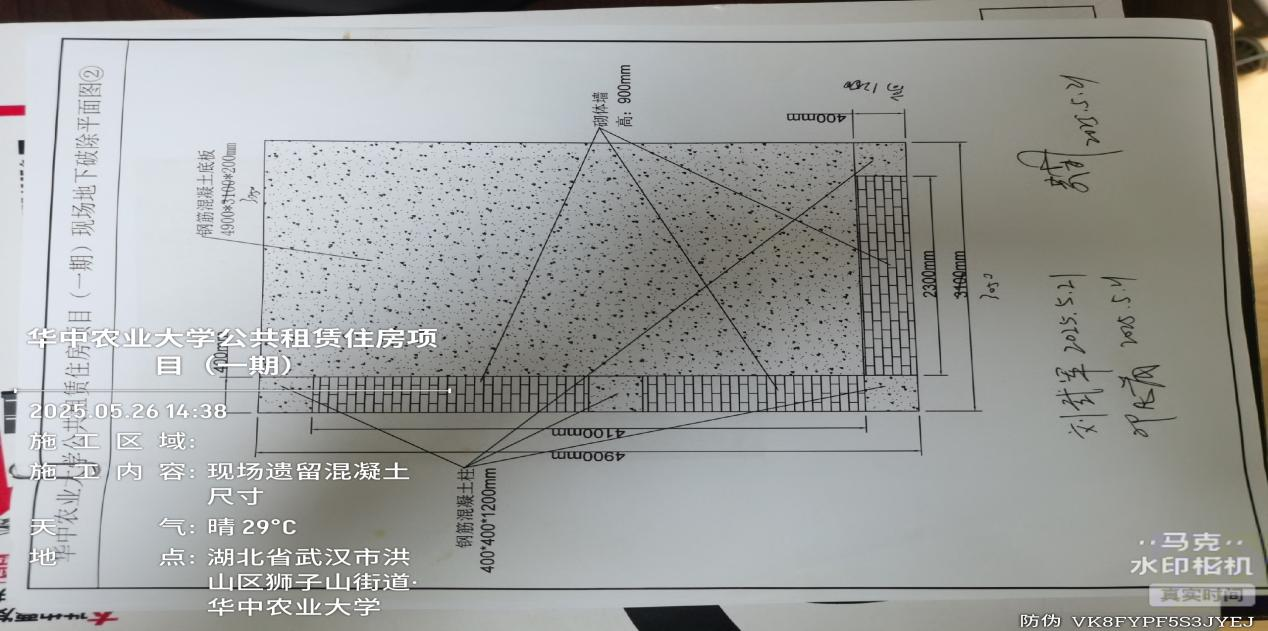 华中农业大学公共租赁住房项目（一期）现场地下破除平面图②
钢筋混凝土底板
4900*3100*200mm
砌体墙
高：900mm
400mm
400mm
2300mm
3100mm
3050
4100mm
4900mm
钢筋混凝土柱
400*400*1200mm
2025.5.21
刘武军 2025.5.21
2025.5.21
华中农业大学公共租赁住房项
目（一期）
2025.05.26 14:38
施工区域：
施工内容：现场遗留混凝土
尺寸
天气：晴 29°C
地点：湖北省武汉市洪
山区狮子山街道·
华中农业大学
马克
水印相机
真实时间
防伪 VK8FYPF5S3JYEJ